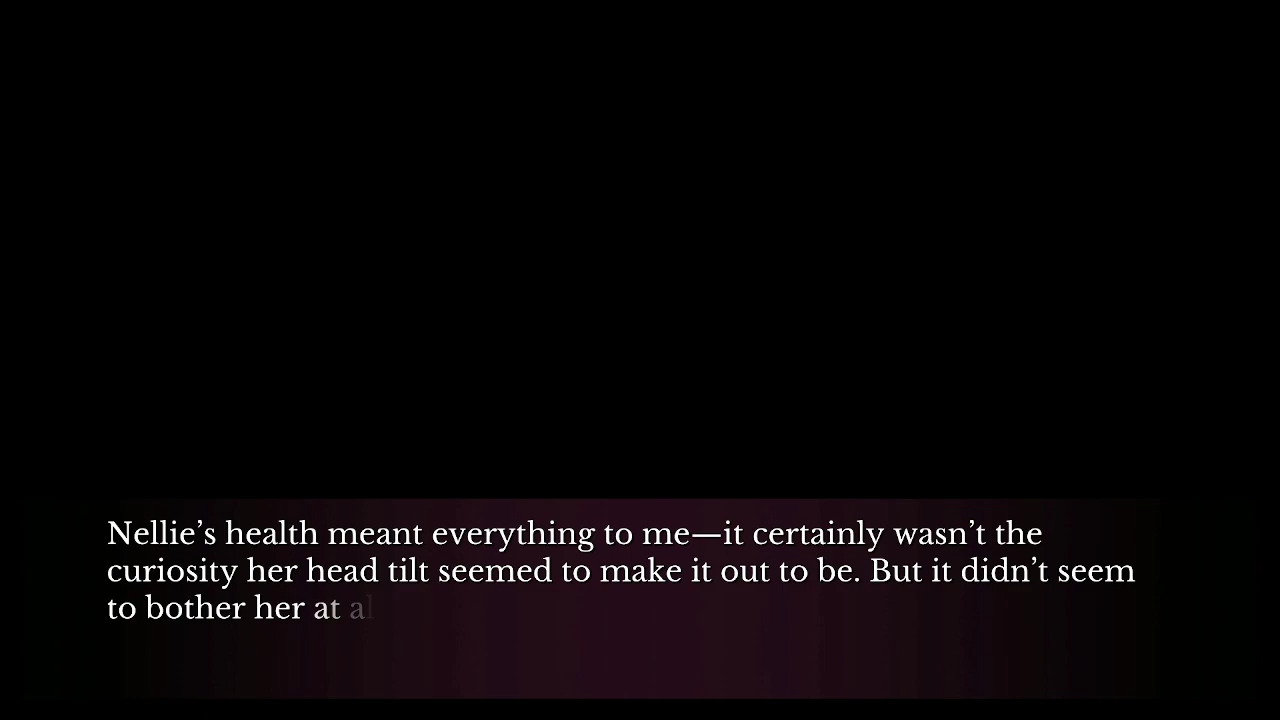 Nellie’s health meant everything to me—it certainly wasn’t the
curiosity her head tilt seemed to make it out to be. But it didn’t seem
to bother her at al